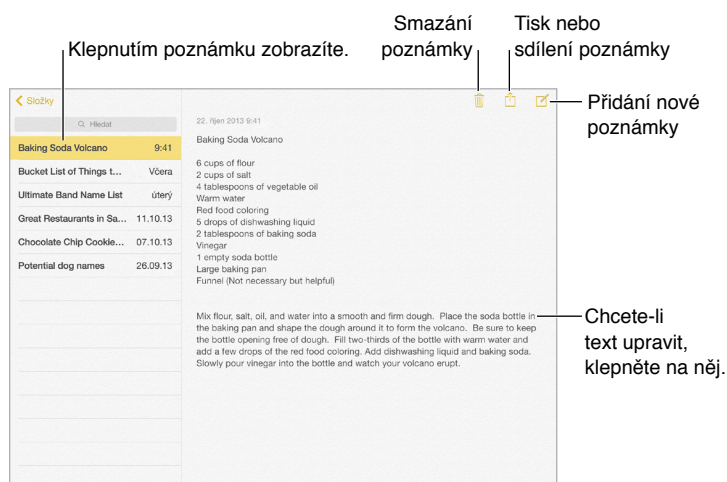 Klepnutím poznámku zobrazíte.
Smazání
poznámky
Tisk nebo
sdílení poznámky
Přidání nové
poznámky
Složky
Hledat
Baking Soda Volcano 9:41
Bucket List of Things t... Včera
Ultimate Band Name List úterý
Great Restaurants in Sa... 11.10.13
Chocolate Chip Cookie... 07.10.13
Potential dog names 26.09.13
22. říjen 2013 9:41
Baking Soda Volcano
6 cups of flour
2 cups of salt
4 tablespoons of vegetable oil
Warm water
Red food coloring
5 drops of dishwashing liquid
2 tablespoons of baking soda
Vinegar
1 empty soda bottle
Large baking pan
Funnel (Not necessary but helpful)
Mix flour, salt, oil, and water into a smooth and firm dough. Place the soda bottle in
the baking pan and shape the dough around it to form the volcano. Be sure to keep
the bottle opening free of dough. Fill two-thirds of the bottle with warm water and
add a few drops of the red food coloring. Add dishwashing liquid and baking soda.
Slowly pour vinegar into the bottle and watch your volcano erupt.
Chcete-li
text upravit,
klepněte na něj.